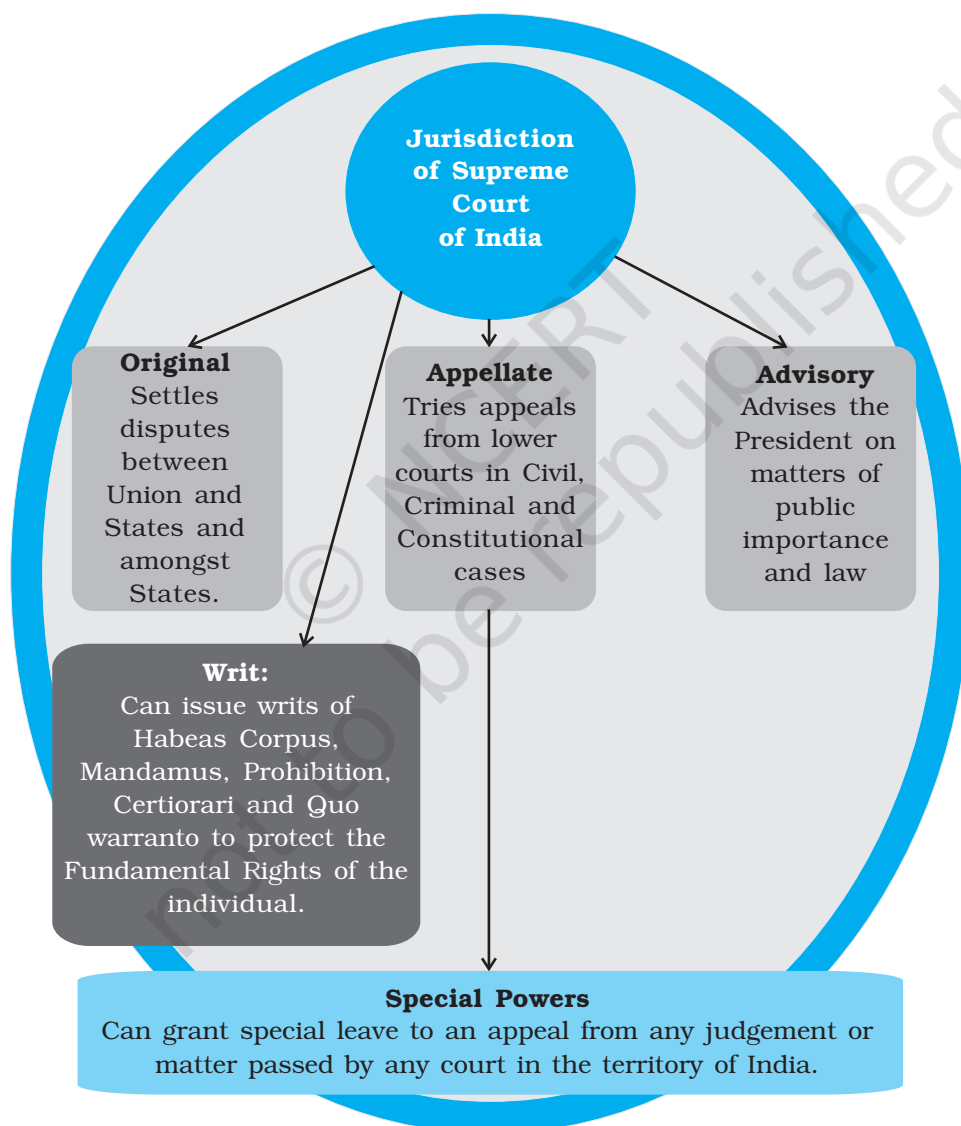 Jurisdiction
of Supreme
Court
of India
Original
Settles
disputes
between
Union and
States and
amongst
States.
Appellate
Tries appeals
from lower
courts in Civil,
Criminal and
Constitutional
cases
Advisory
Advises the
President on
matters of
public
importance
and law
Writ:
Can issue writs of
Habeas Corpus,
Mandamus, Prohibition,
Certiorari and Quo
warranto to protect the
Fundamental Rights of the
individual.
Special Powers
Can grant special leave to an appeal from any judgement or
matter passed by any court in the territory of India.
© NCERT
not to be republished